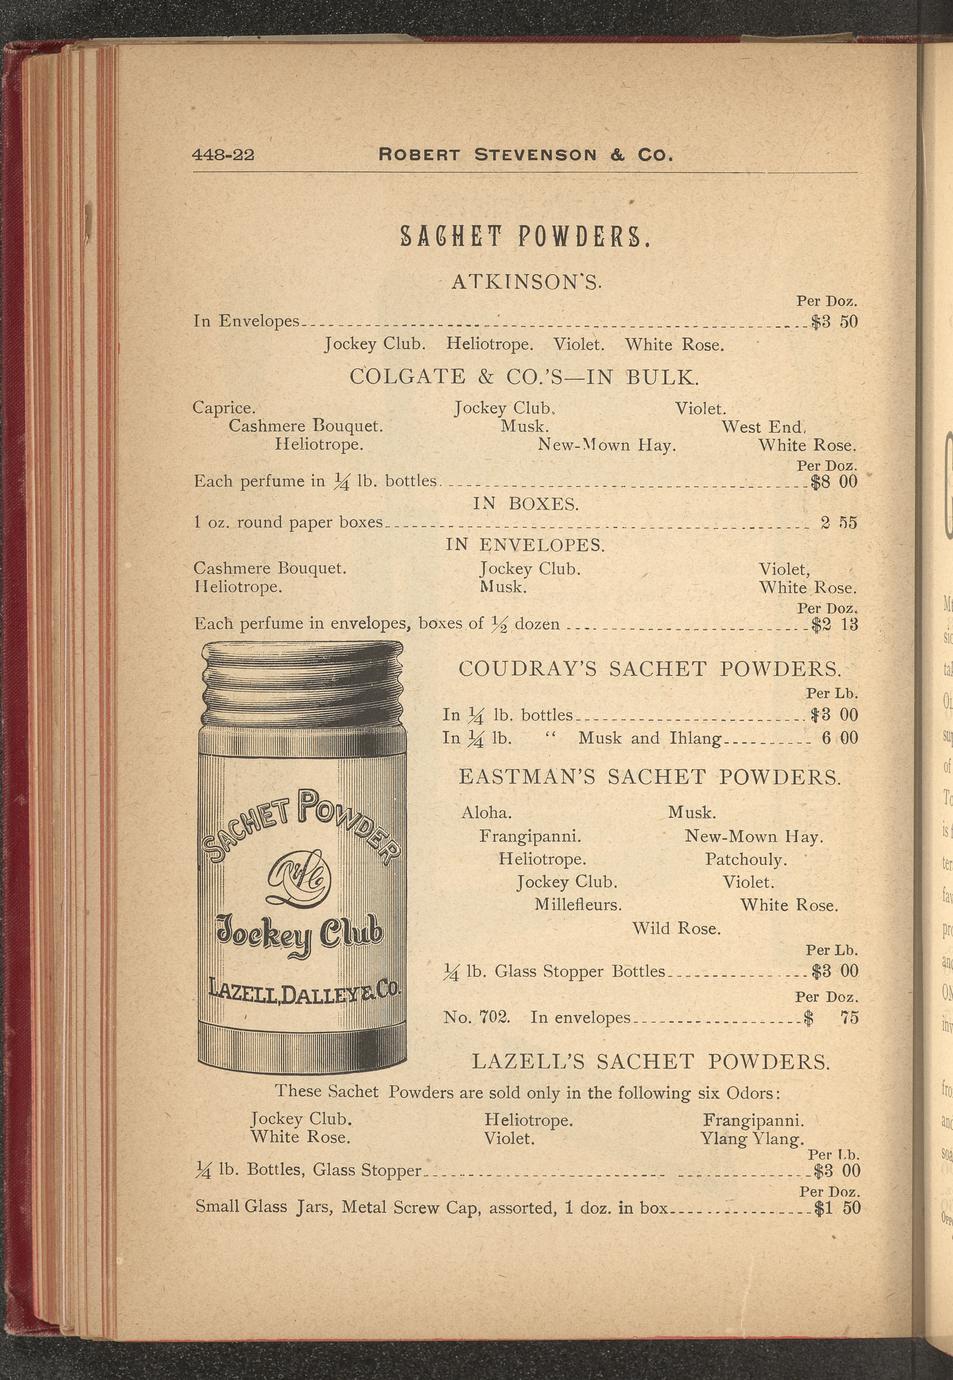 448-22 ROBERT STEVENSON & CO.
SACHET POWDERS.
ATKINSON'S.
Per Doz.
In Envelopes $3 50
Jockey Club. Heliotrope. Violet. White Rose.
COLGATE & CO.'S—IN BULK.
Caprice. Jockey Club. Violet.
Cashmere Bouquet. Musk. West End.
Heliotrope. New-Mown Hay. White Rose.
Per Doz.
Each perfume in ¼ lb. bottles. $8 00
IN BOXES.
1 oz. round paper boxes 2 55
IN ENVELOPES.
Cashmere Bouquet. Jockey Club. Violet,
Heliotrope. Musk. White Rose.
Per Doz.
Each perfume in envelopes, boxes of ½ dozen $2 13
COUDRAY'S SACHET POWDERS.
Per Lb.
In ¼ lb. bottles $3 00
In ¼ lb. “ Musk and Ihlang 6 00
EASTMAN'S SACHET POWDERS.
Aloha. Musk.
Frangipanni. New-Mown Hay.
Heliotrope. Patchouly.
Jockey Club. Violet.
Millefleurs. White Rose.
Wild Rose.
Per Lb.
¼ lb. Glass Stopper Bottles $3 00
Per Doz.
No. 702. In envelopes $ 75
SACHET POWDER
Jockey Club
LAZELL, DALLEY & CO.
LAZELL'S SACHET POWDERS.
These Sachet Powders are sold only in the following six Odors:
Jockey Club. Heliotrope. Frangipanni.
White Rose. Violet. Ylang Ylang.
Per Lb.
¼ lb. Bottles, Glass Stopper $3 00
Per Doz.
Small Glass Jars, Metal Screw Cap, assorted, 1 doz. in box $1 50